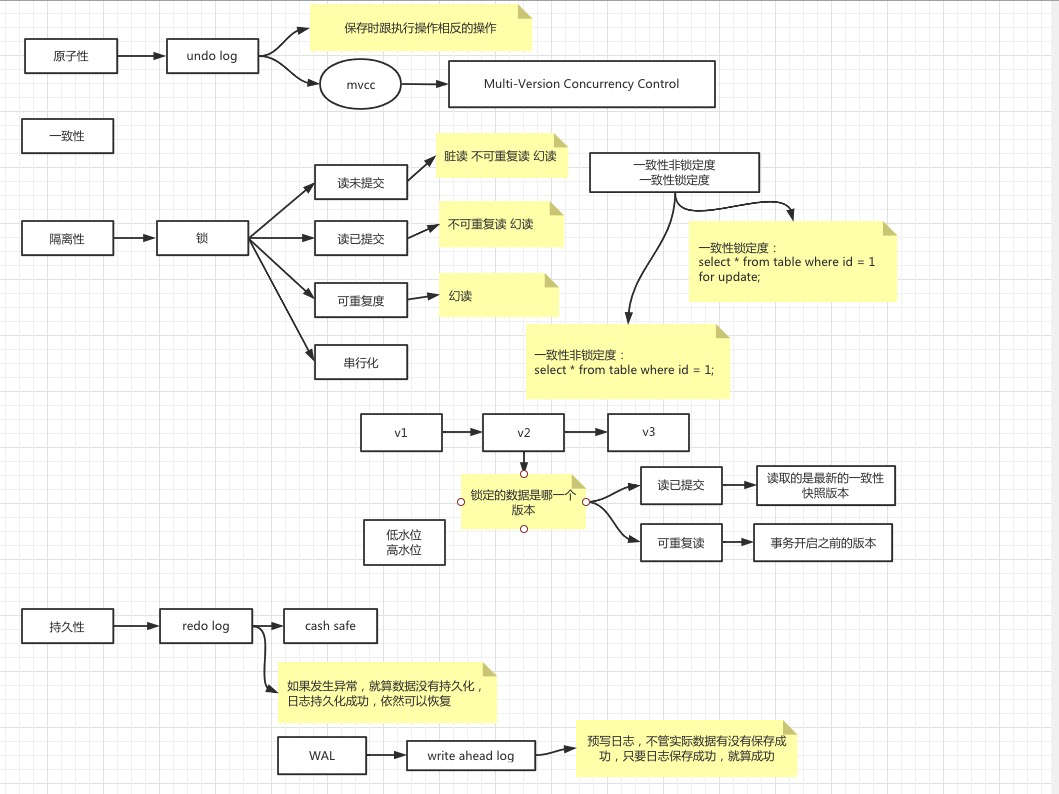 保存时跟执行操作相反的操作
原子性
undo log
mvcc
Multi-Version Concurrency Control
一致性
脏读 不可重复读 幻读
读未提交
一致性非锁定度
一致性锁定度
隔离性
锁
读已提交
不可重复读 幻读
一致性锁定度：
select * from table where id = 1
for update;
可重复度
幻读
串行化
一致性非锁定度：
select * from table where id = 1;
v1
v2
v3
锁定的数据是哪一个
版本
读已提交
读取的是最新的一致性
快照版本
低水位
高水位
可重复读
事务开启之前的版本
持久性
redo log
cash safe
如果发生异常，就算数据没有持久化，
日志持久化成功，依然可以恢复
WAL
write ahead log
预写日志，不管实际数据有没有保存成
功，只要日志保存成功，就算成功